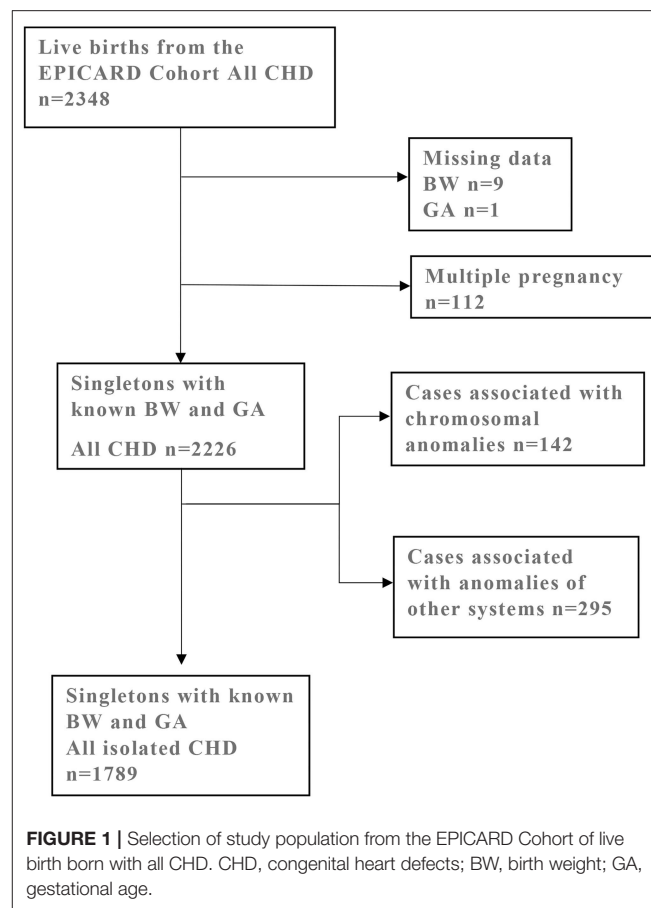 Live births from the
EPICARD Cohort All CHD
n=2348
Missing data
BW n=9
GA n=1
Multiple pregnancy
n=112
Singletons with
known BW and GA
All CHD n=2226
Cases associated with
chromosomal
anomalies n=142
Cases associated
with anomalies of
other systems n=295
Singletons with known
BW and GA
All isolated CHD
n=1789
FIGURE 1 | Selection of study population from the EPICARD Cohort of live
birth born with all CHD. CHD, congenital heart defects; BW, birth weight; GA,
gestational age.